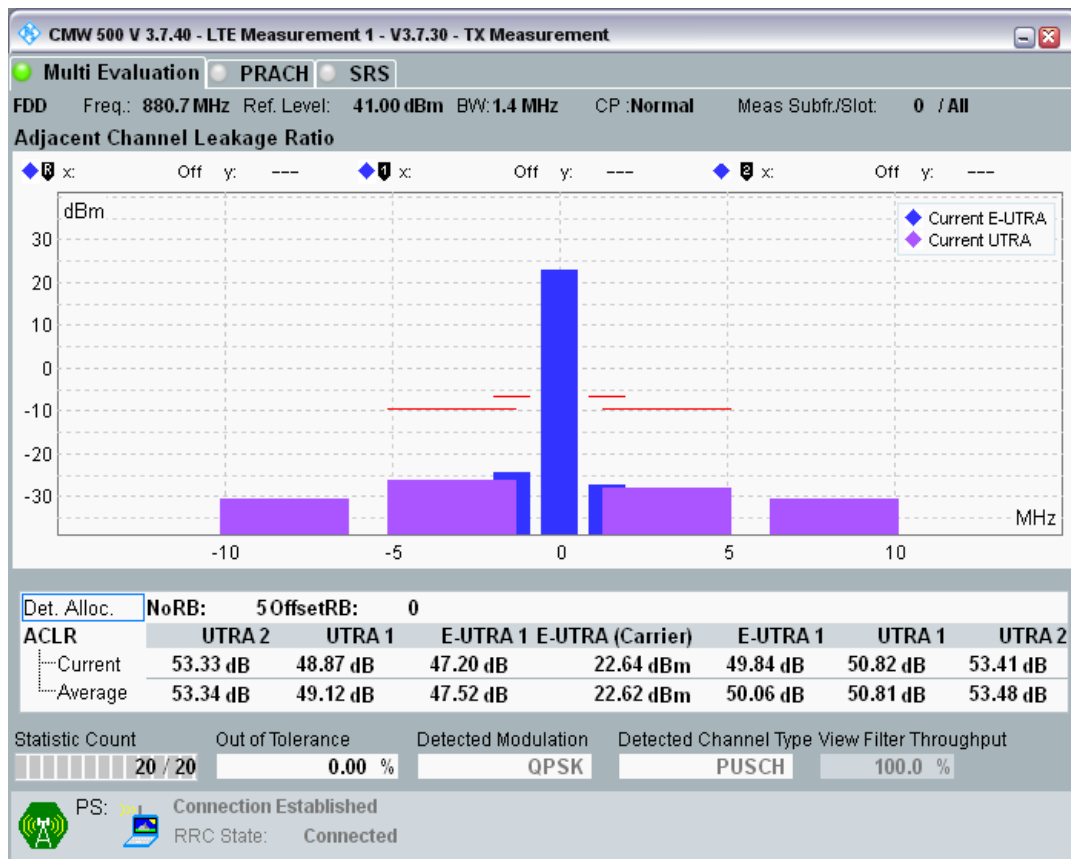 CMW 500 V 3.7.40 - LTE Measurement 1 - V3.7.30 - TX Measurement
Multi Evaluation PRACH SRS
FDD Freq.: 880.7 MHz Ref. Level: 41.00 dBm BW: 1.4 MHz CP :Normal Meas Subfr./Slot: 0 / All
Adjacent Channel Leakage Ratio
R x: Off y: --- 1 x: Off y: --- 2 x: Off y: ---
dBm
Current E-UTRA
Current UTRA
30
20
10
0
-10
-20
-30
MHz
-10 -5 0 5 10
Det. Alloc. NoRB: 5 OffsetRB: 0
ACLR UTRA 2 UTRA 1 E-UTRA 1 E-UTRA (Carrier) E-UTRA 1 UTRA 1 UTRA 2
Current 53.33 dB 48.87 dB 47.20 dB 22.64 dBm 49.84 dB 50.82 dB 53.41 dB
Average 53.34 dB 49.12 dB 47.52 dB 22.62 dBm 50.06 dB 50.81 dB 53.48 dB
Statistic Count Out of Tolerance Detected Modulation Detected Channel Type View Filter Throughput
20 / 20 0.00 % QPSK PUSCH 100.0 %
PS: Connection Established
RRC State: Connected